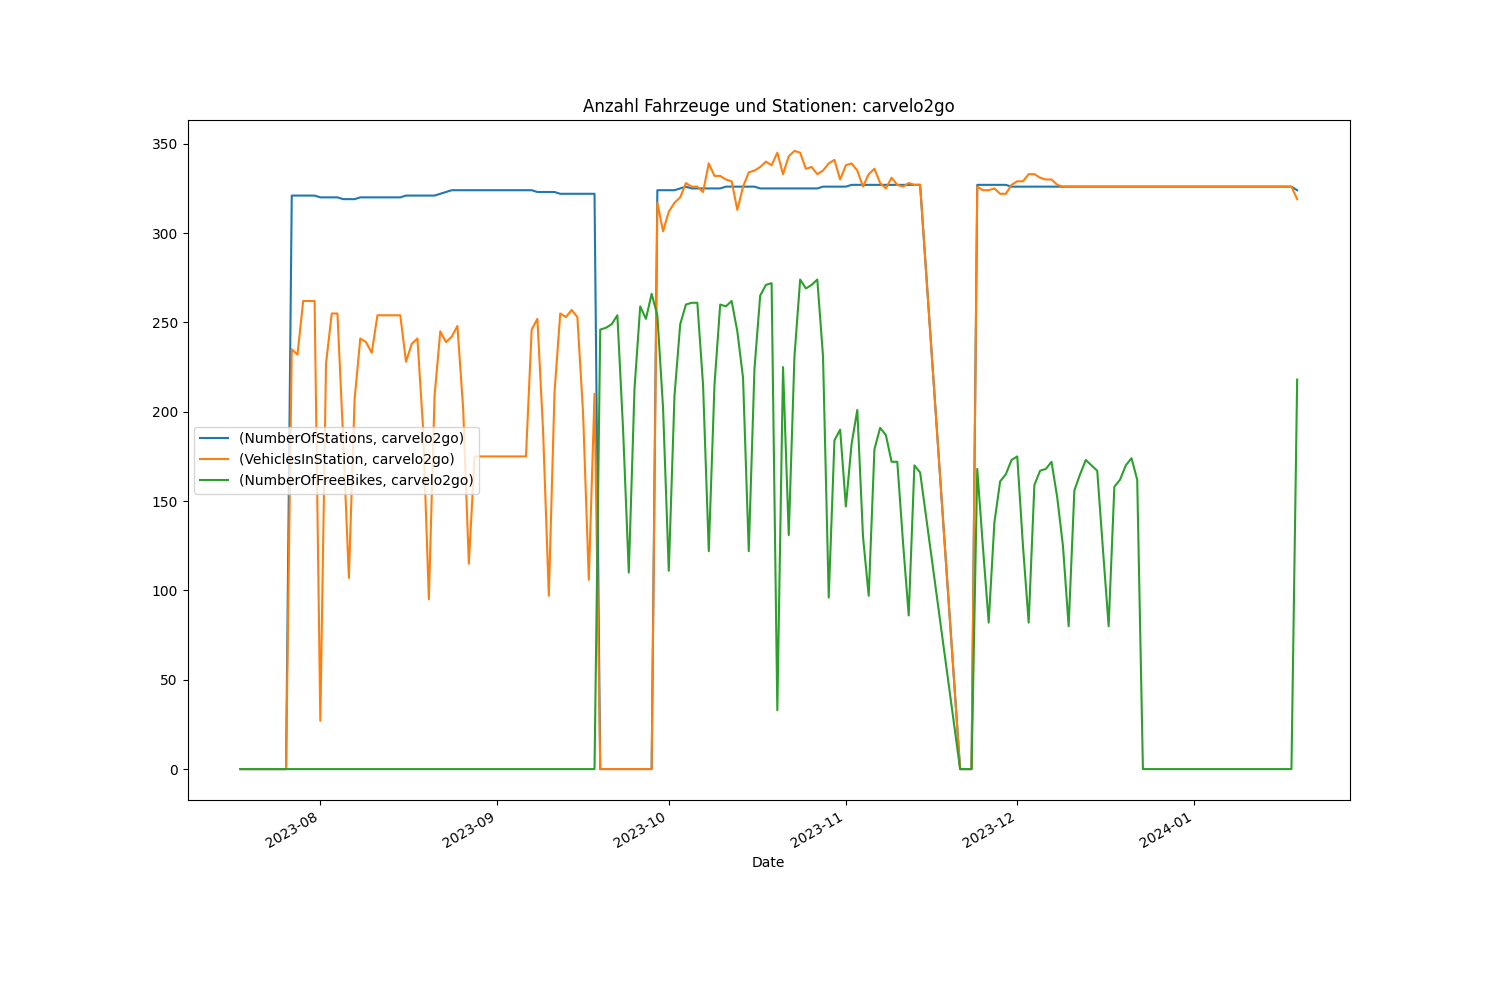 Anzahl Fahrzeuge und Stationen: carvelo2go
350
300
250
200
150
100
50
0
(NumberOfStations, carvelo2go)
(VehiclesInStation, carvelo2go)
(NumberOfFreeBikes, carvelo2go)
2023-08
2023-09
2023-10
2023-11
2023-12
2024-01
Date